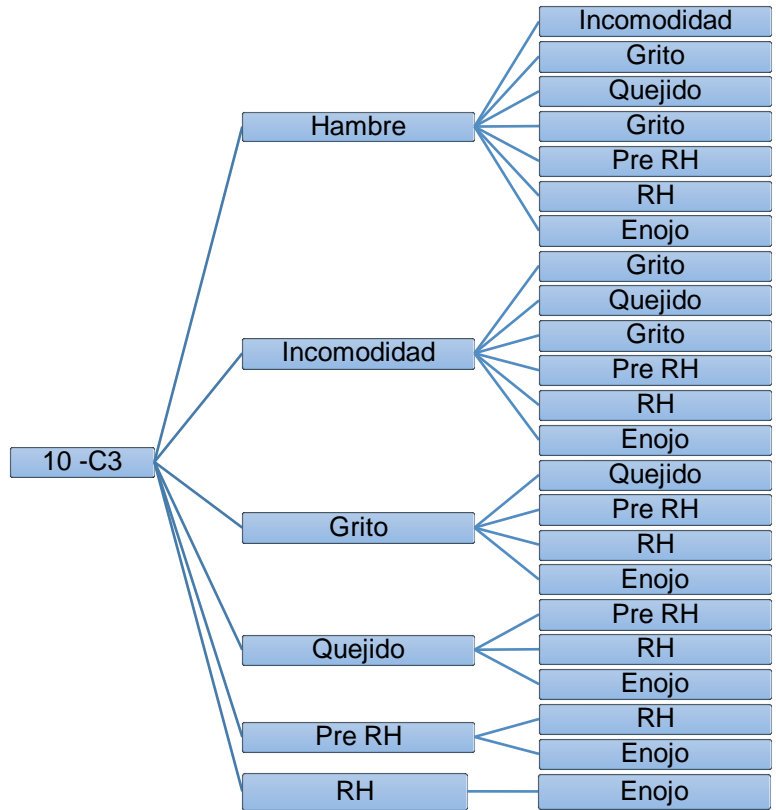 10 -C3
Hambre
Incomodidad
Grito
Quejido
Grito
Pre RH
RH
Enojo
Incomodidad
Grito
Quejido
Grito
Pre RH
RH
Enojo
Grito
Quejido
Pre RH
RH
Enojo
Quejido
Pre RH
RH
Enojo
Pre RH
RH
Enojo
RH
Enojo